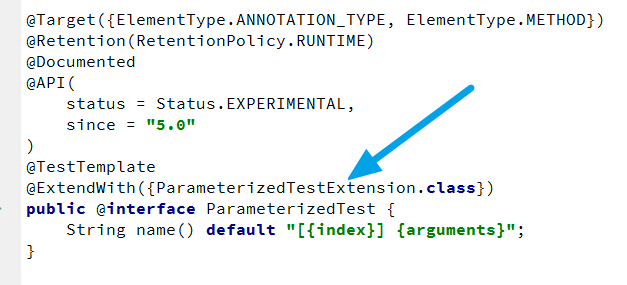 @Target({ElementType.ANNOTATION_TYPE, ElementType.METHOD})
@Retention(RetentionPolicy.RUNTIME)
@Documented
@API(
    status = Status.EXPERIMENTAL,
    since = "5.0"
)
@TestTemplate
@ExtendWith({ParameterizedTestExtension.class})
public @interface ParameterizedTest {
    String name() default "[{index}] {arguments}";
}